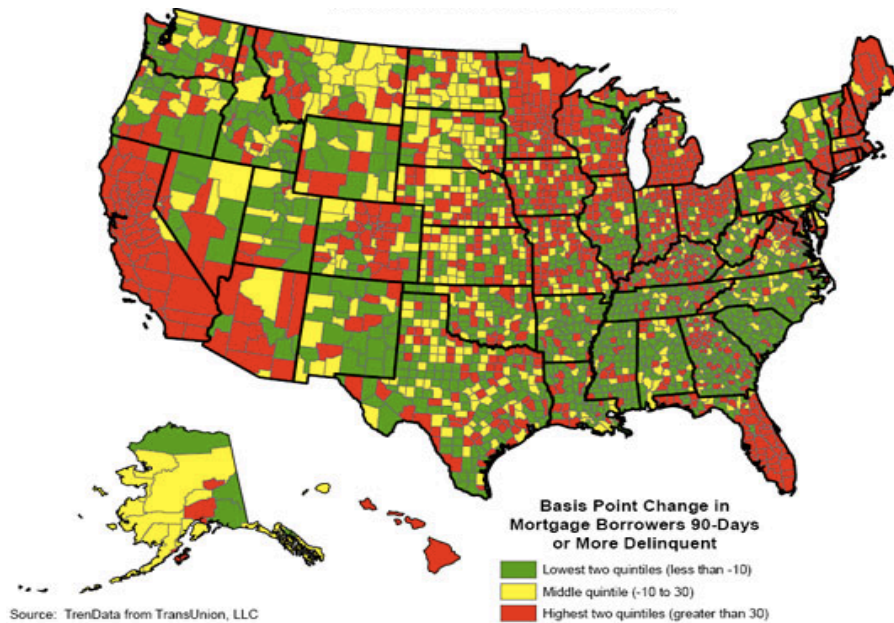 Basis Point Change in
Mortgage Borrowers 90-Days
or More Delinquent
Lowest two quintiles (less than -10)
Middle quintile (-10 to 30)
Highest two quintiles (greater than 30)
Source: TrenData from TransUnion, LLC